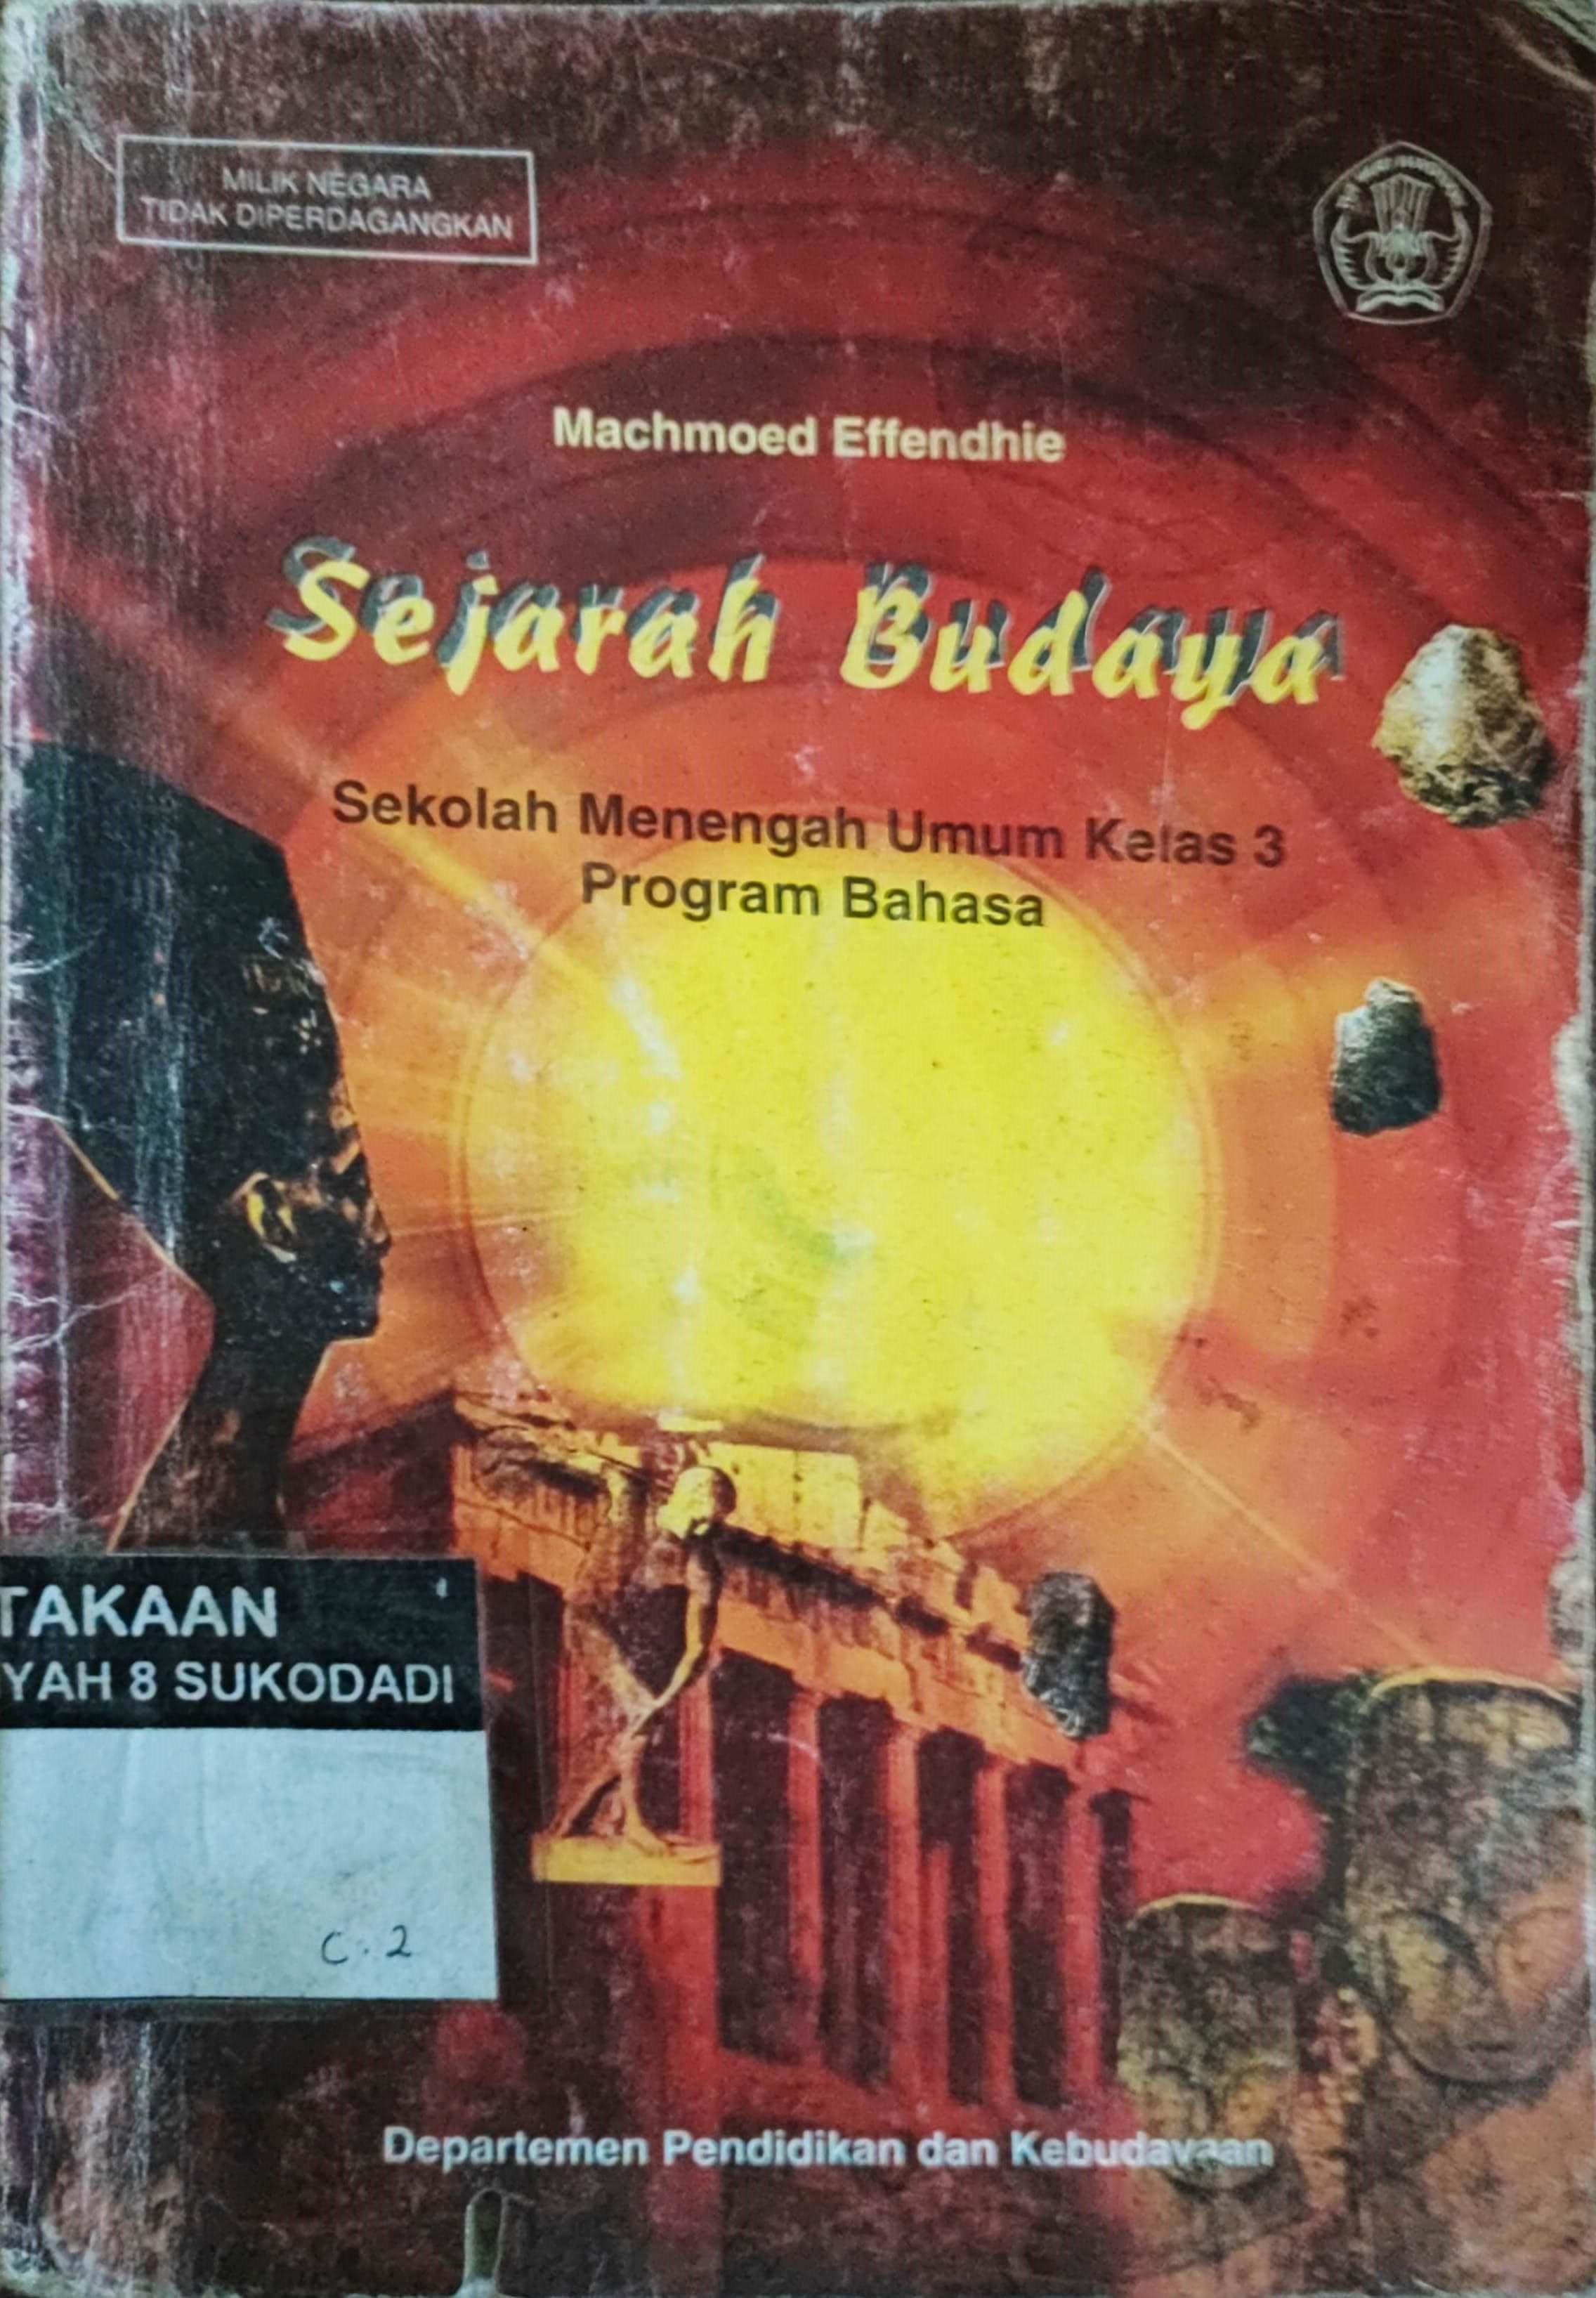 MILIK NEGARA
TIDAK DIPERDAGANGKAN
Machmoed Effendhie
Sejarah Budaya
Sekolah Menengah Umum Kelas 3
Program Bahasa
TAKAAN
YAH 8 SUKODADI
C. 2
Departemen Pendidikan dan Kebudayaan